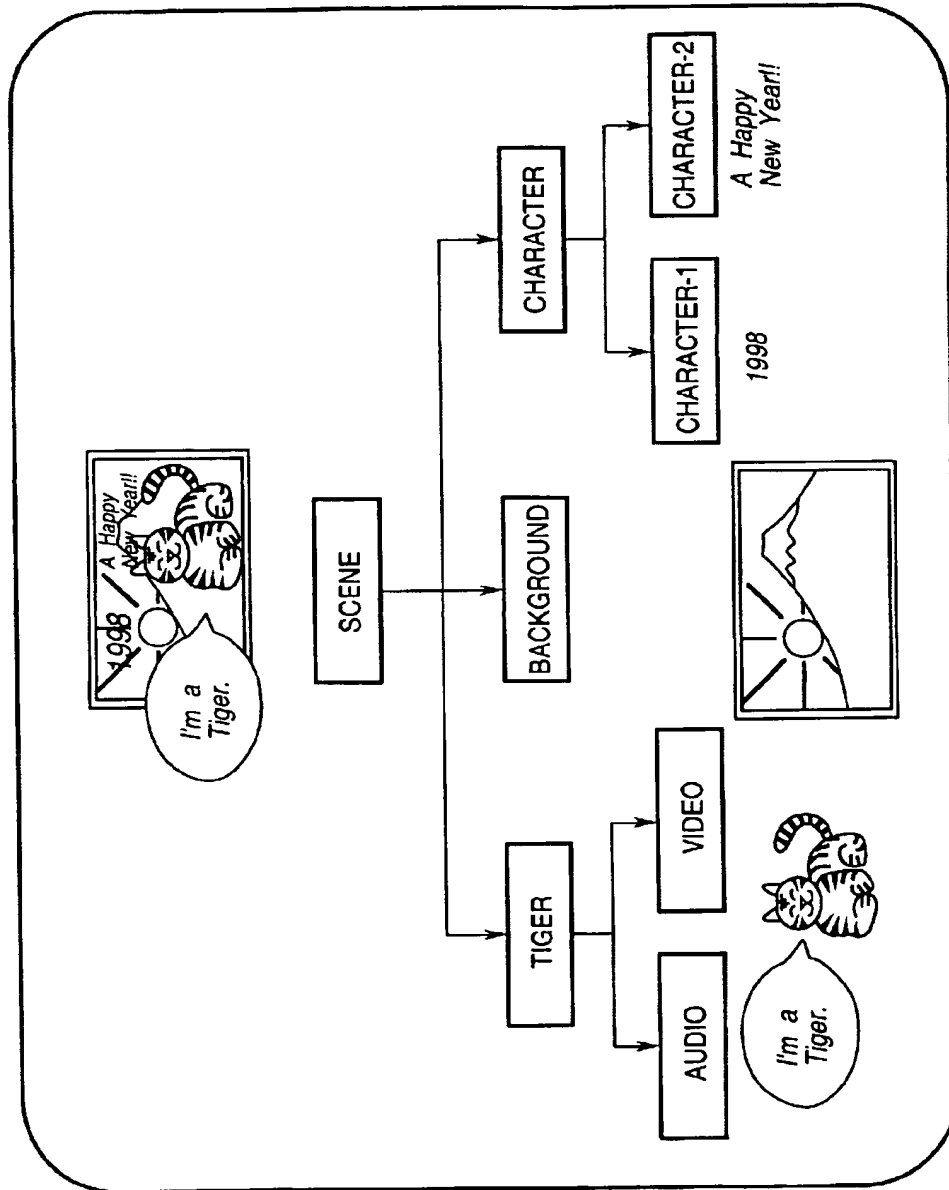 1998
A Happy
New Year!!
I'm a
Tiger.
SCENE
TIGER
BACKGROUND
CHARACTER
AUDIO
VIDEO
CHARACTER-1
CHARACTER-2
I'm a
Tiger.
1998
A Happy
New Year!!